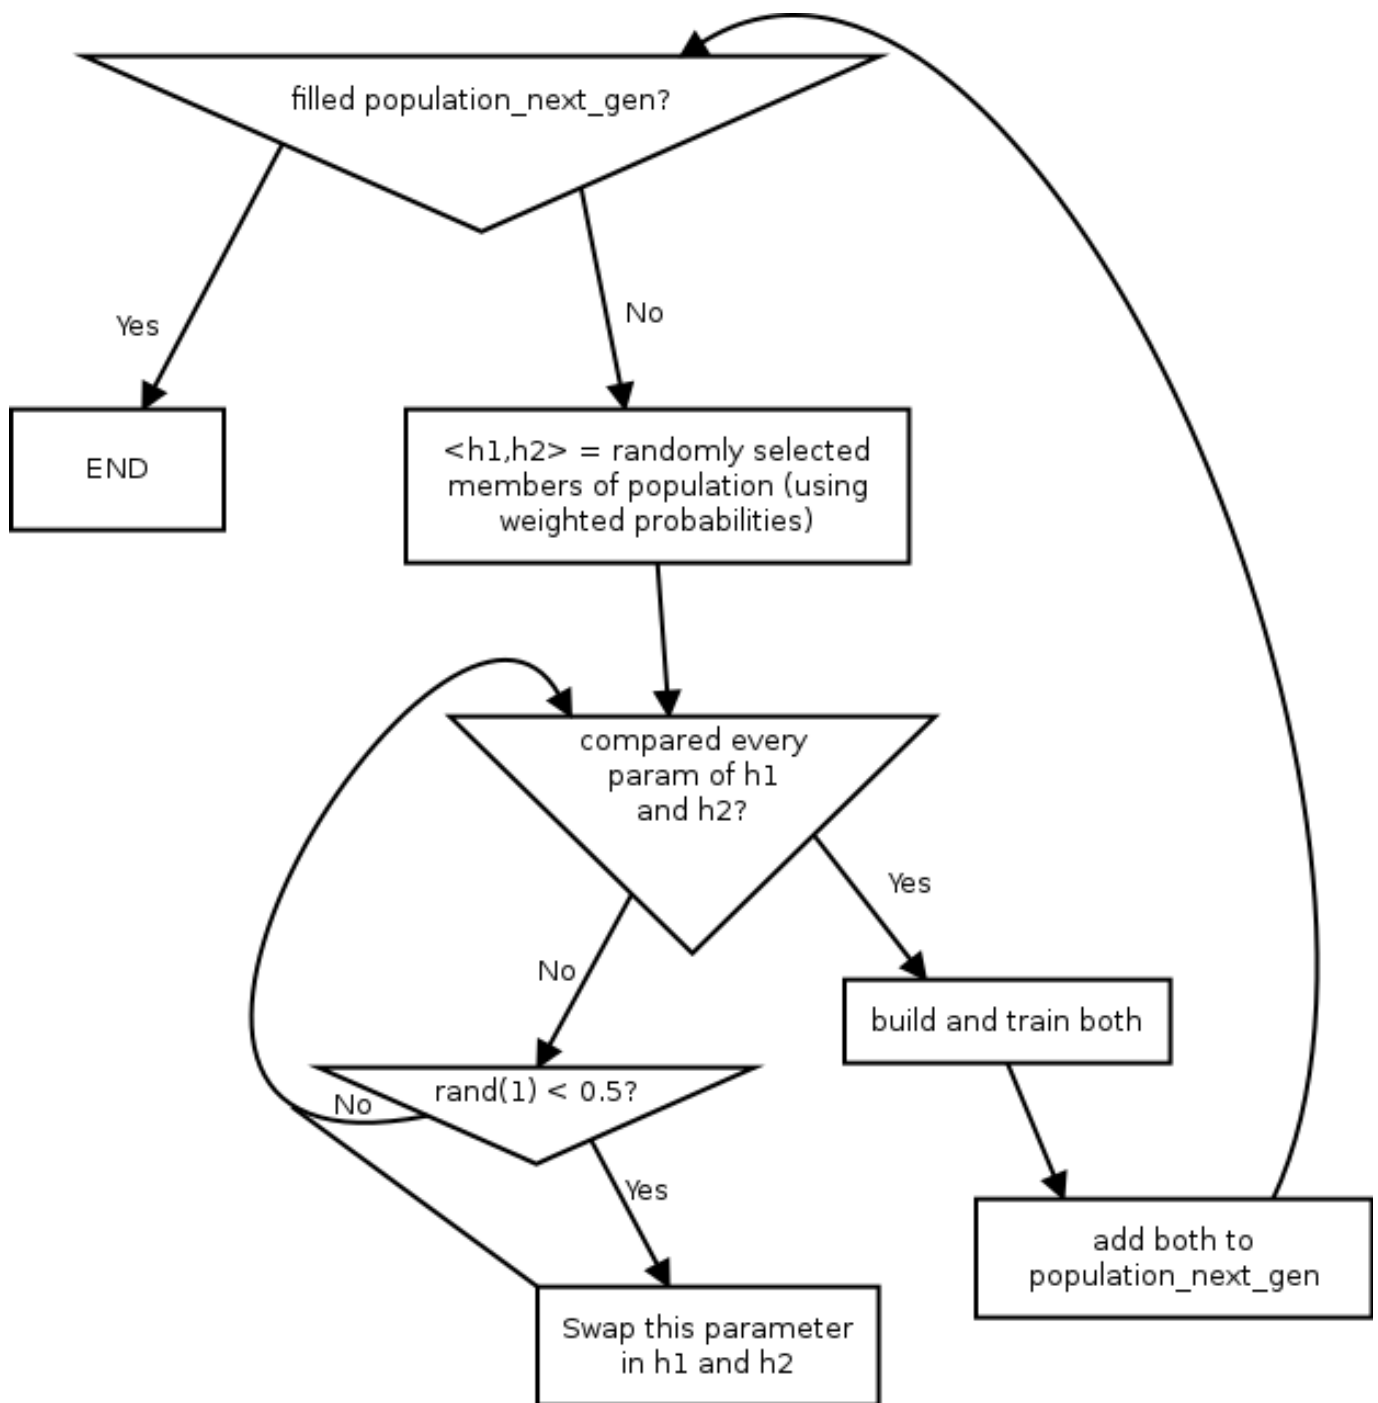 filled population_next_gen?
Yes
No
END
<h1,h2> = randomly selected
members of population (using
weighted probabilities)
compared every
param of h1
and h2?
Yes
No
build and train both
rand(1) < 0.5?
No
Yes
add both to
population_next_gen
Swap this parameter
in h1 and h2